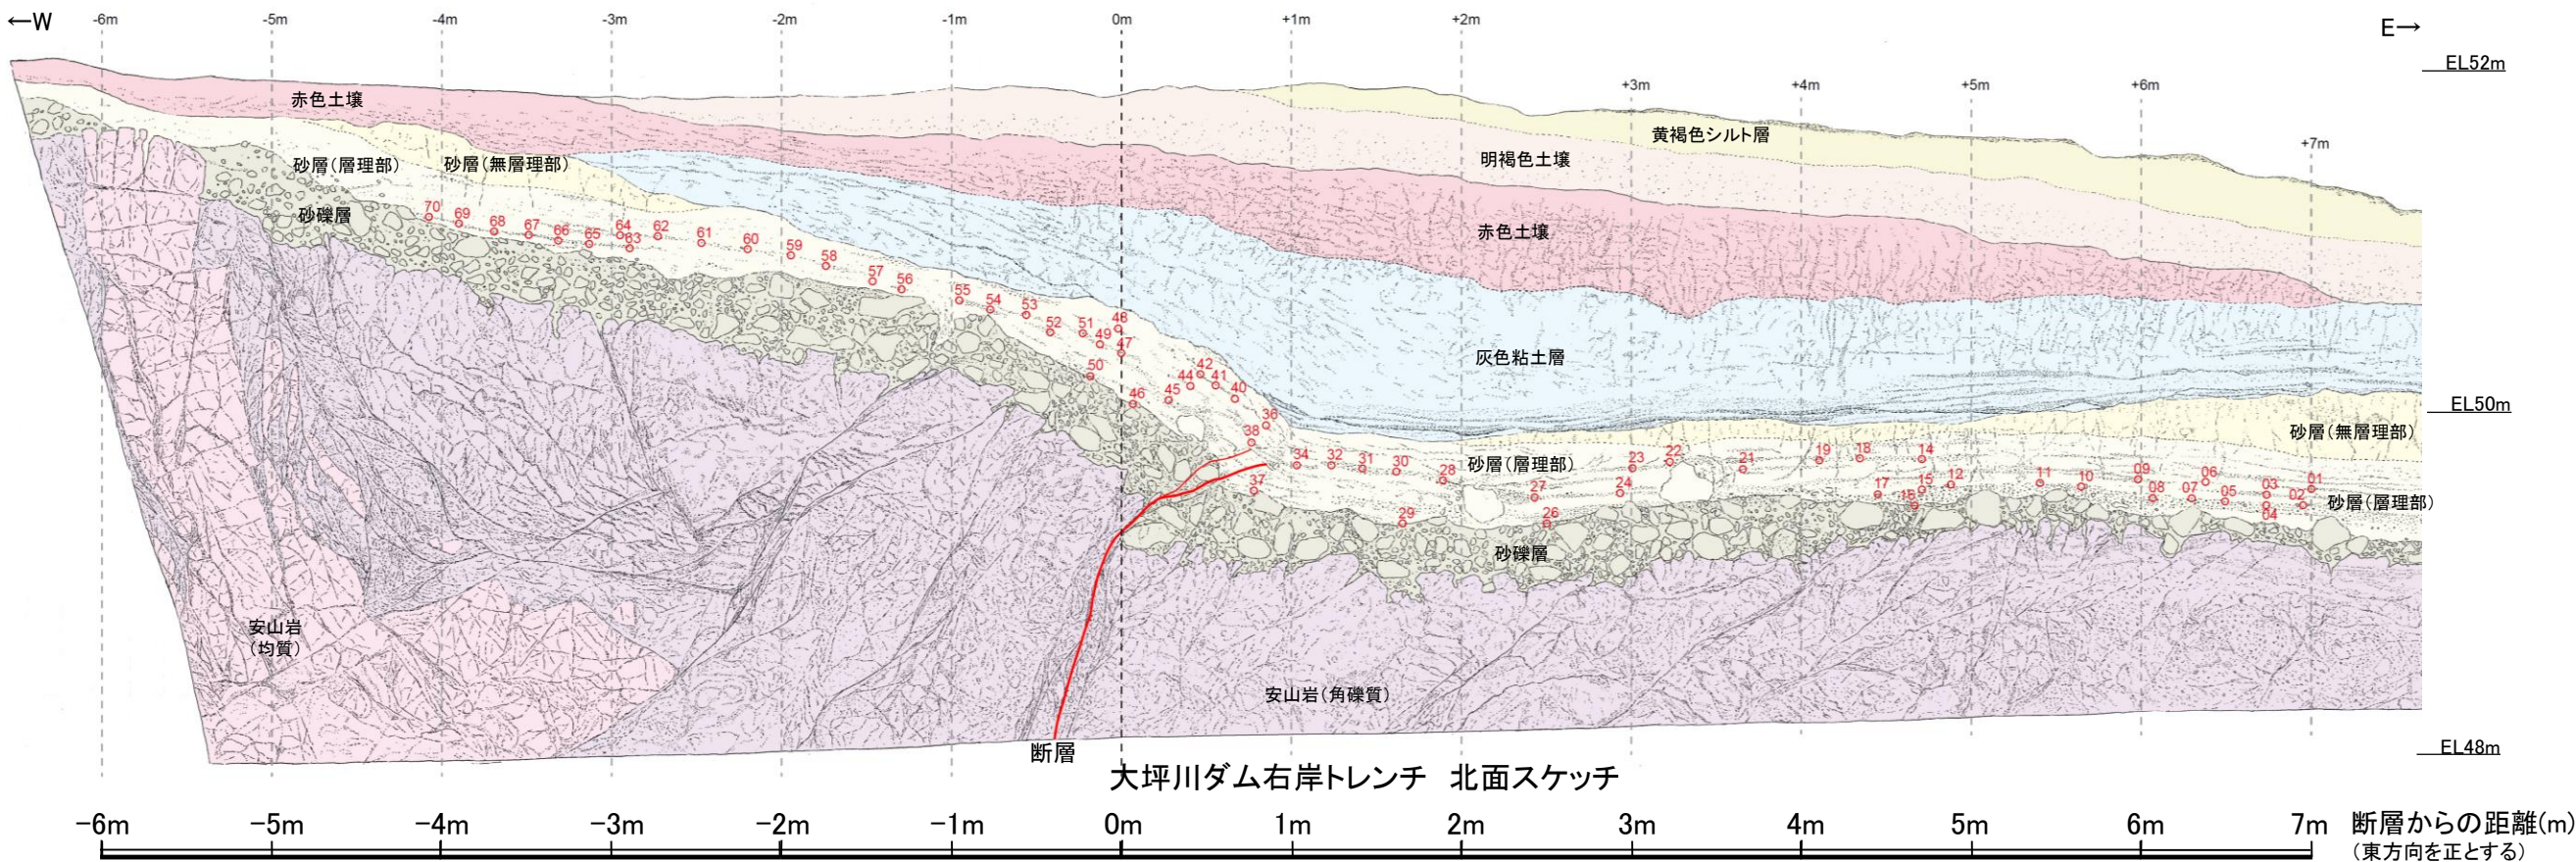 ←W
-6m
-5m
-4m
-3m
-2m
-1m
0m
+1m
+2m
+3m
+4m
+5m
+6m
+7m
E→
EL52m
赤色土壌
黄褐色シルト層
明褐色土壌
砂層(層理部)
砂層(無層理部)
砂礫層
赤色土壌
灰色粘土層
EL50m
砂層(無層理部)
砂層(層理部)
砂層(層理部)
砂礫層
70
69
68
67
66
65
64
63
62
61
60
59
58
57
56
55
54
53
52
51
49
48
47
50
46
45
44
42
41
40
36
38
37
34
32
31
30
29
28
27
26
24
23
22
21
19
18
17
16
15
14
12
11
10
09
08
07
06
05
03
04
02
01
安山岩
(均質)
安山岩(角礫質)
断層
EL48m
大坪川ダム右岸トレンチ 北面スケッチ
−6m
−5m
−4m
−3m
−2m
−1m
0m
1m
2m
3m
4m
5m
6m
7m
断層からの距離(m)
(東方向を正とする)